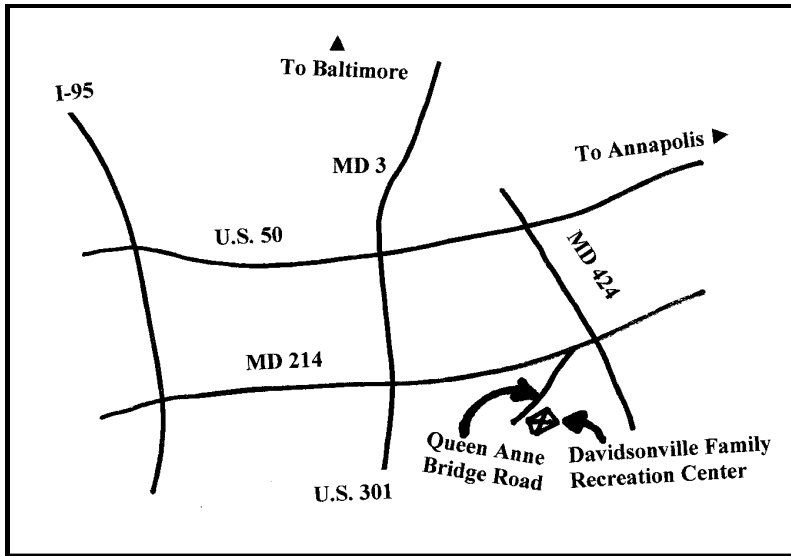 To Baltimore
I-95
MD 3
To Annapolis
U.S. 50
MD 424
MD 214
Queen Anne
Bridge Road
Davidsonville Family
Recreation Center
U.S. 301